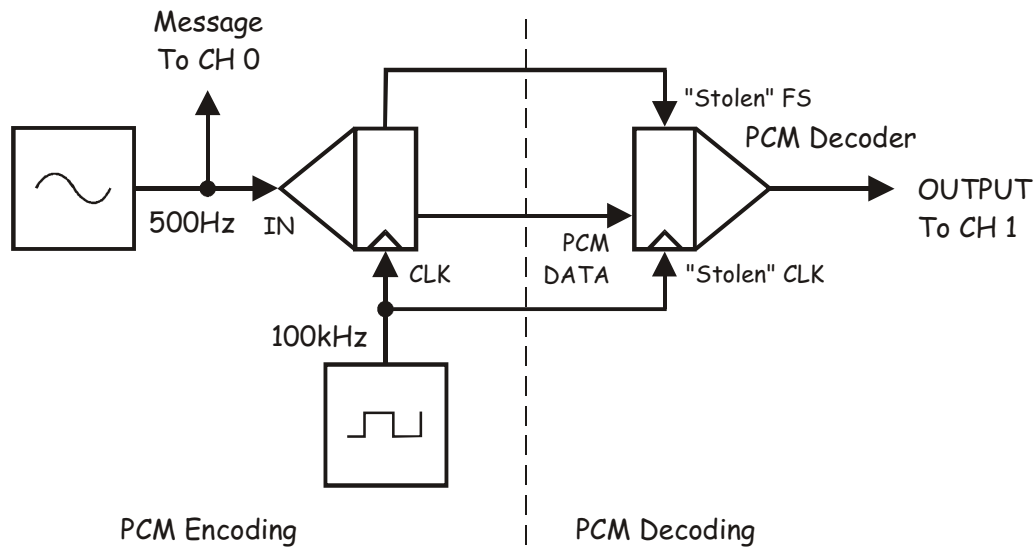 Message
To CH 0
"Stolen" FS
PCM Decoder
500Hz
IN
OUTPUT
To CH 1
PCM
DATA
CLK
"Stolen" CLK
100kHz
PCM Encoding
PCM Decoding